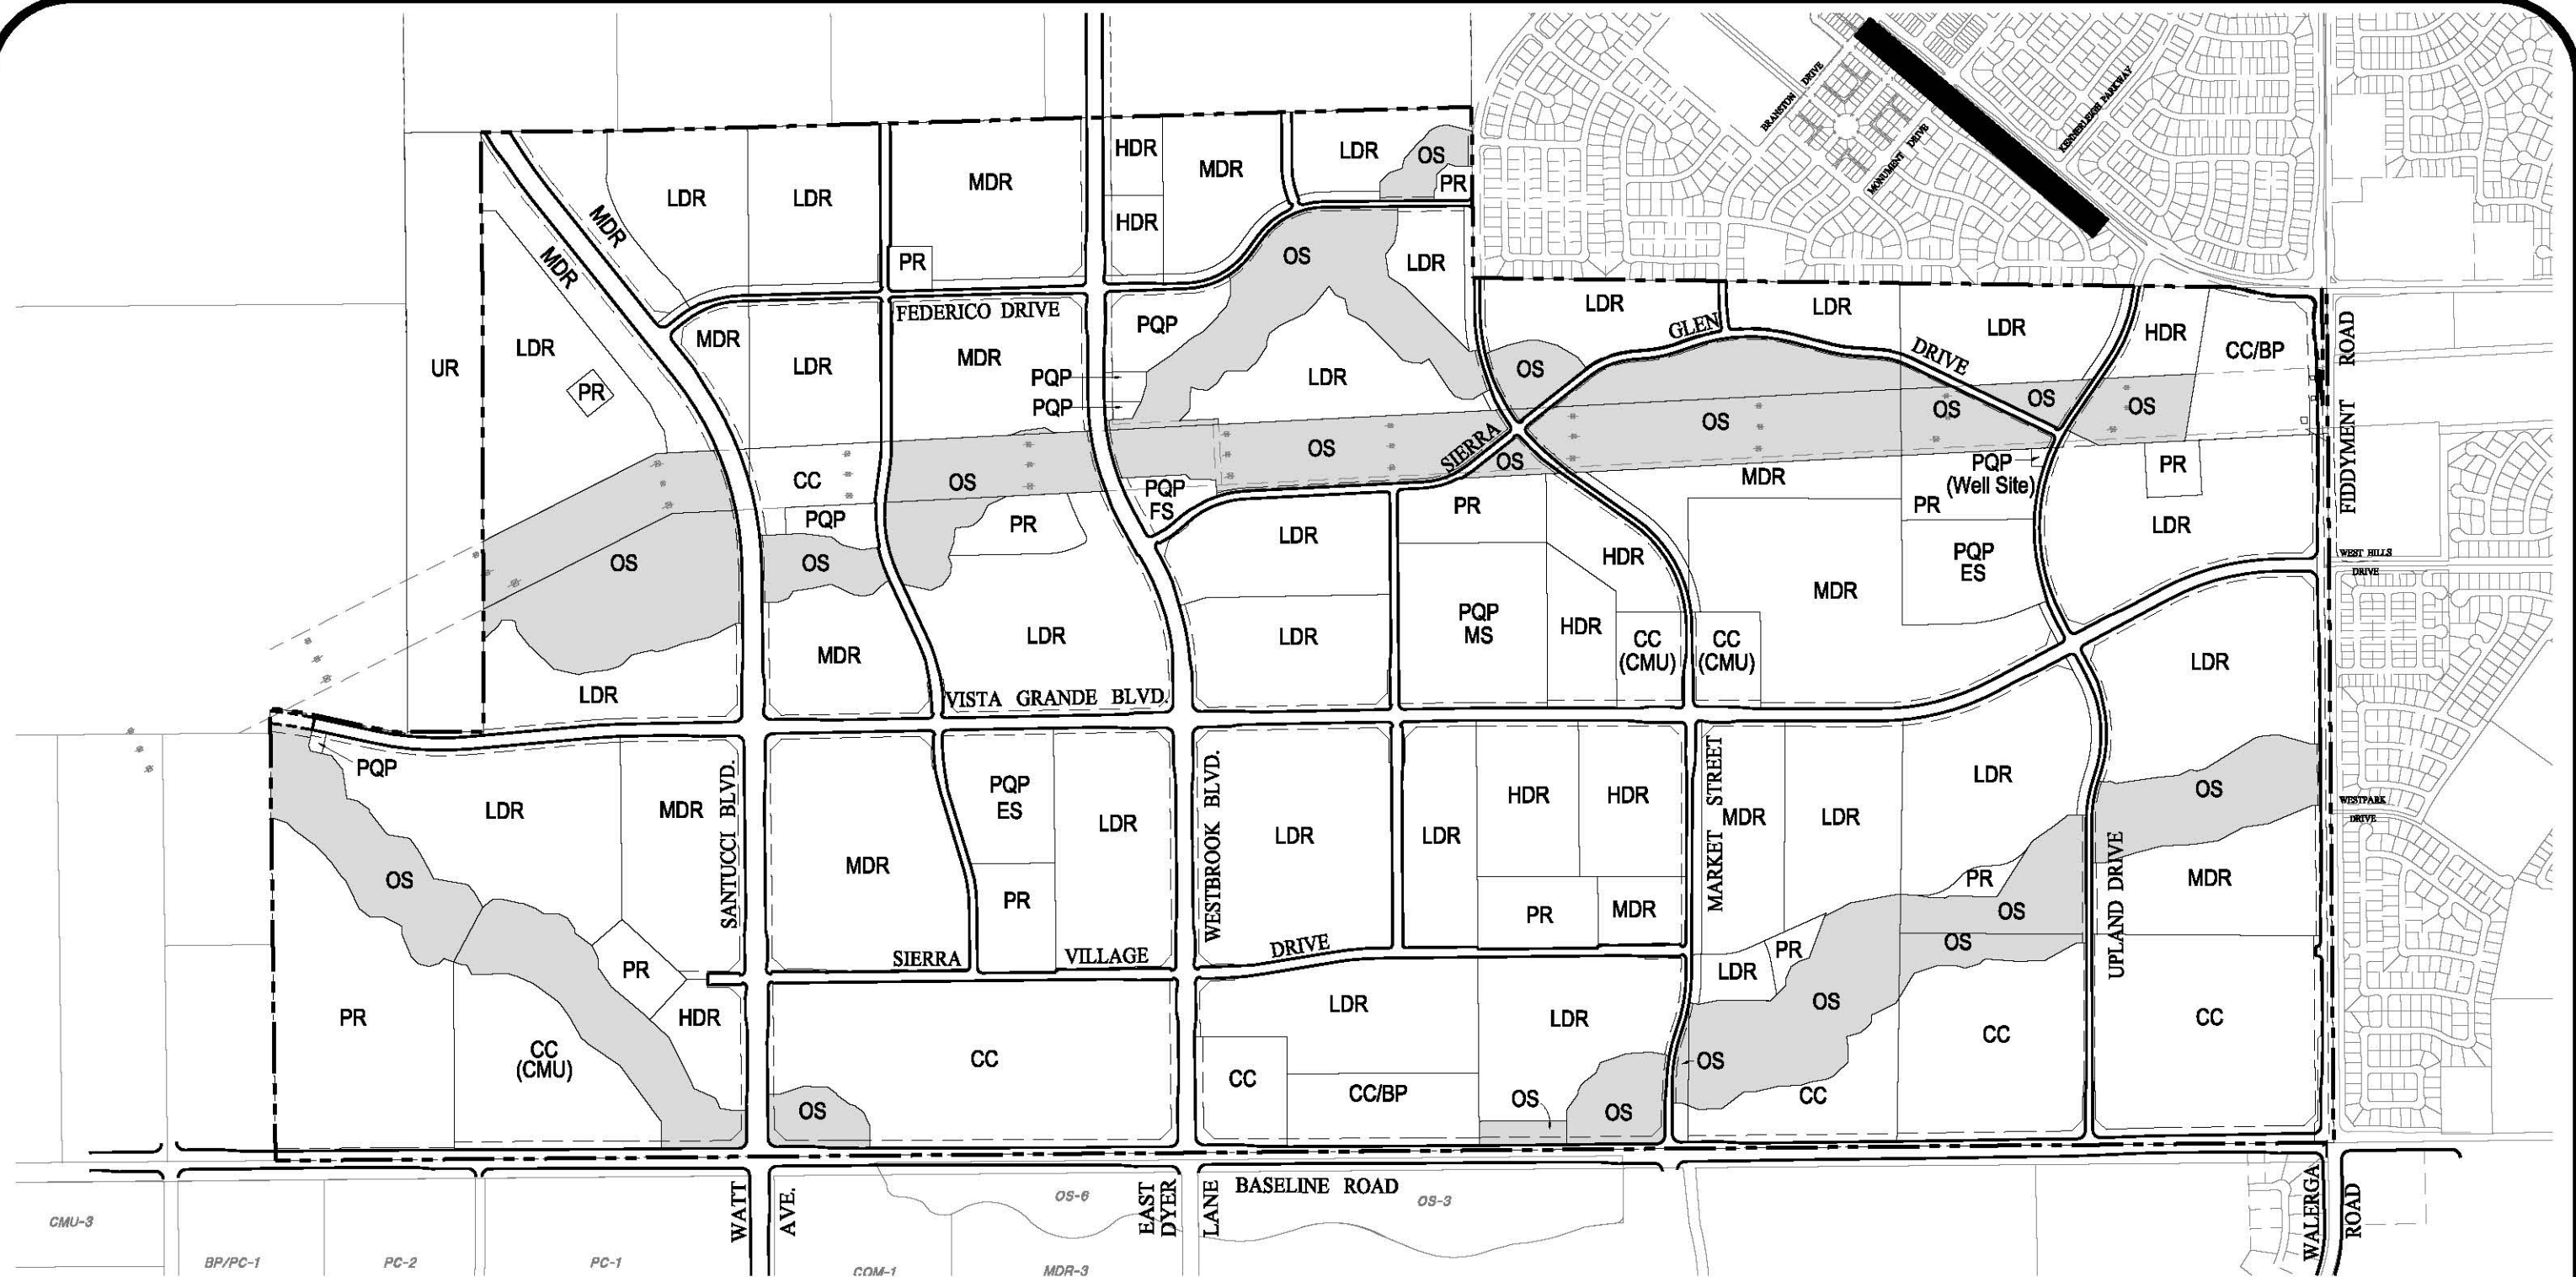 BRANSTON DRIVE
MONUMENT DRIVE
KENNERLEIGH PARKWAY
HDR
MDR
LDR
OS
PR
LDR
LDR
MDR
HDR
MDR
MDR
PR
OS
LDR
FEDERICO DRIVE
PQP
LDR
GLEN
LDR
DRIVE
LDR
HDR
CC/BP
ROAD
FIDDYMENT
UR
LDR
PR
MDR
LDR
MDR
PQP
PQP
LDR
OS
OS
OS
OS
OS
CC
OS
OS
SIERRA
OS
MDR
PQP
(Well Site)
PR
PQP
OS
PR
PQP
FS
PR
PR
LDR
WEST HILLS
DRIVE
OS
LDR
HDR
PQP
ES
MDR
MDR
LDR
LDR
PQP
MS
HDR
CC
(CMU)
CC
(CMU)
LDR
LDR
VISTA GRANDE BLVD.
PQP
LDR
MDR
SANTUCCI BLVD.
MDR
PQP
ES
LDR
WESTBROOK BLVD.
LDR
LDR
HDR
HDR
MARKET STREET
MDR
LDR
LDR
OS
WESTPARK
DRIVE
OS
PR
PR
MDR
PR
OS
UPLAND DRIVE
MDR
PR
SIERRA
VILLAGE
DRIVE
LDR
PR
OS
PR
CC
(CMU)
HDR
CC
LDR
LDR
OS
CC
CC
OS
CC
CC/BP
OS
OS
OS
CC
WATT
AVE.
EAST
DYER
LANE
BASELINE ROAD
WALERGA
ROAD
CMU-3
BP/PC-1
PC-2
PC-1
COM-1
OS-6
MDR-3
OS-3